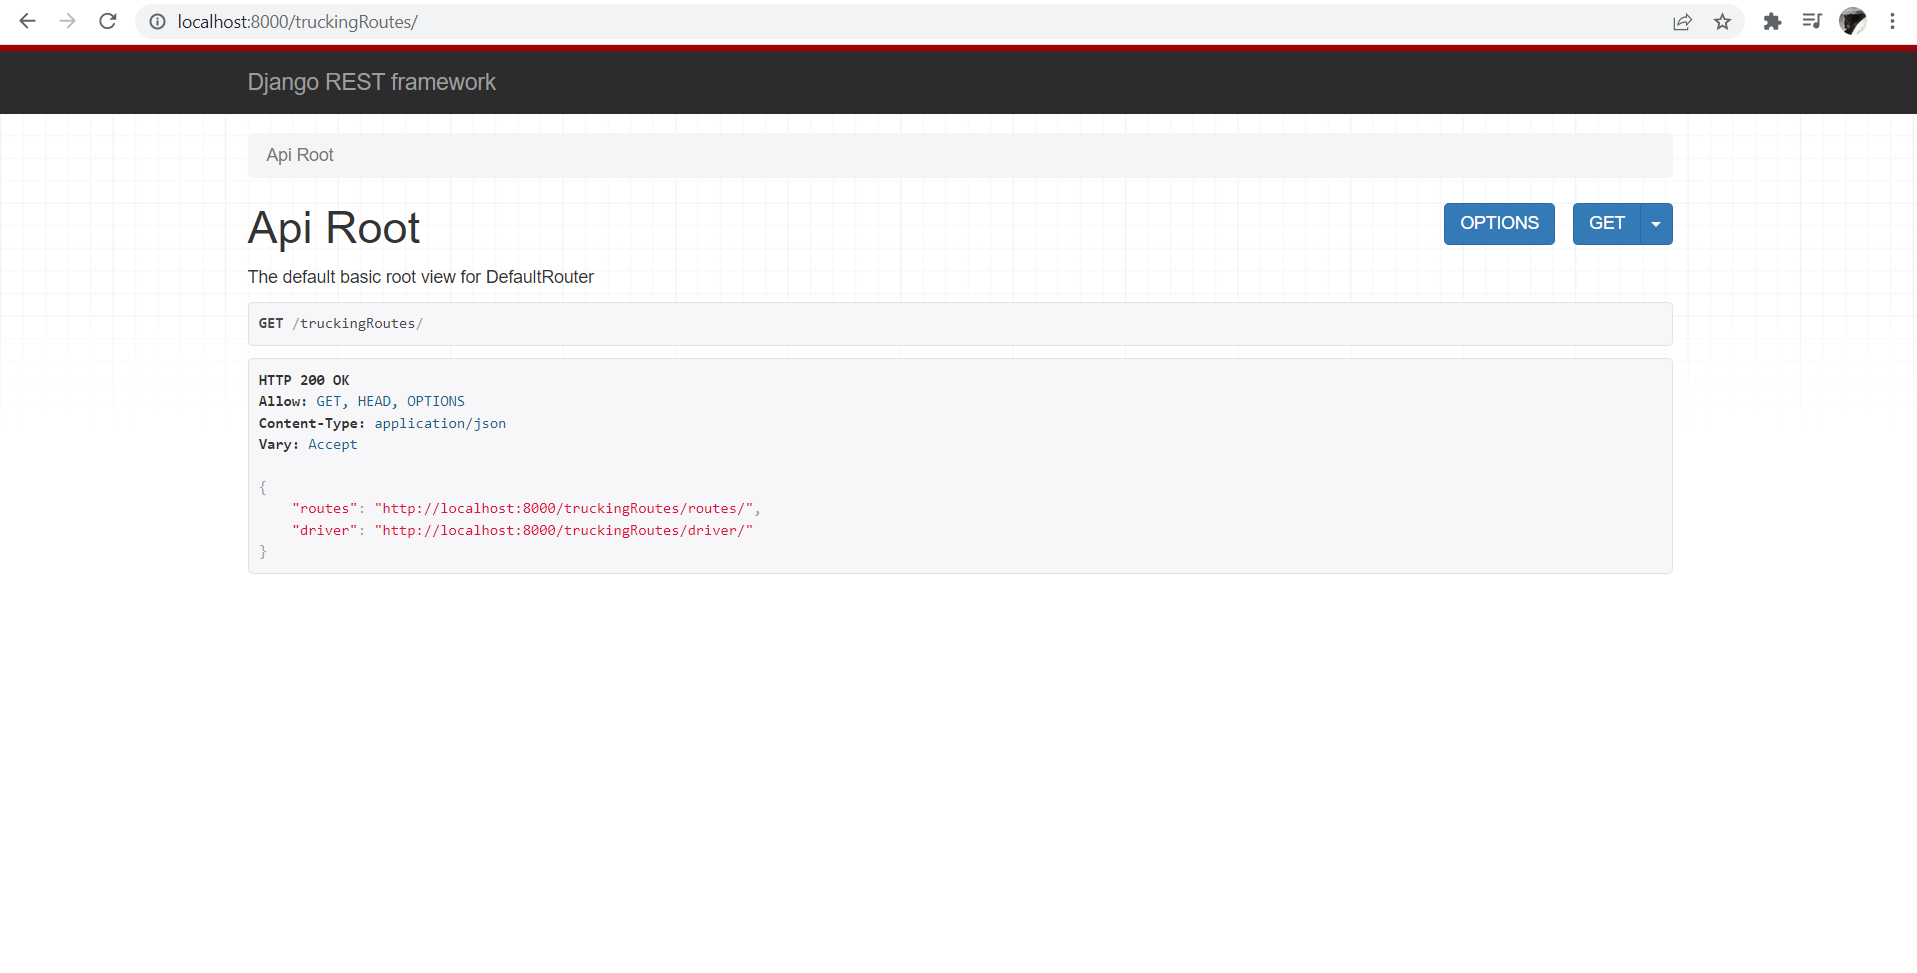 localhost:8000/truckingRoutes/
Django REST framework
Api Root
Api Root
OPTIONS
GET
The default basic root view for DefaultRouter
GET /truckingRoutes/
HTTP 200 OK
Allow: GET, HEAD, OPTIONS
Content-Type: application/json
Vary: Accept
{
    "routes": "http://localhost:8000/truckingRoutes/routes/",
    "driver": "http://localhost:8000/truckingRoutes/driver/"
}